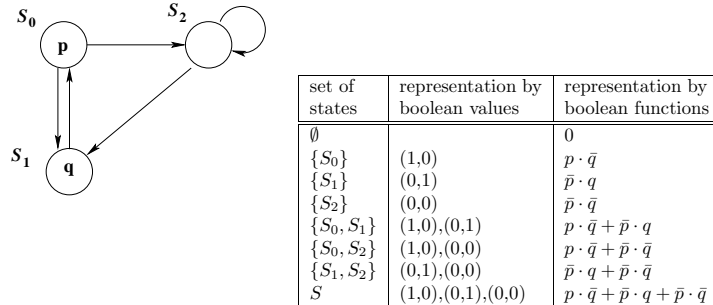 S₀
p
S₂
S₁
q
set of states | representation by boolean values | representation by boolean functions
∅ | | 0
{S₀} | (1,0) | p · q̄
{S₁} | (0,1) | p̄ · q
{S₂} | (0,0) | p̄ · q̄
{S₀, S₁} | (1,0),(0,1) | p · q̄ + p̄ · q
{S₀, S₂} | (1,0),(0,0) | p · q̄ + p̄ · q̄
{S₁, S₂} | (0,1),(0,0) | p̄ · q + p̄ · q̄
S | (1,0),(0,1),(0,0) | p · q̄ + p̄ · q + p̄ · q̄